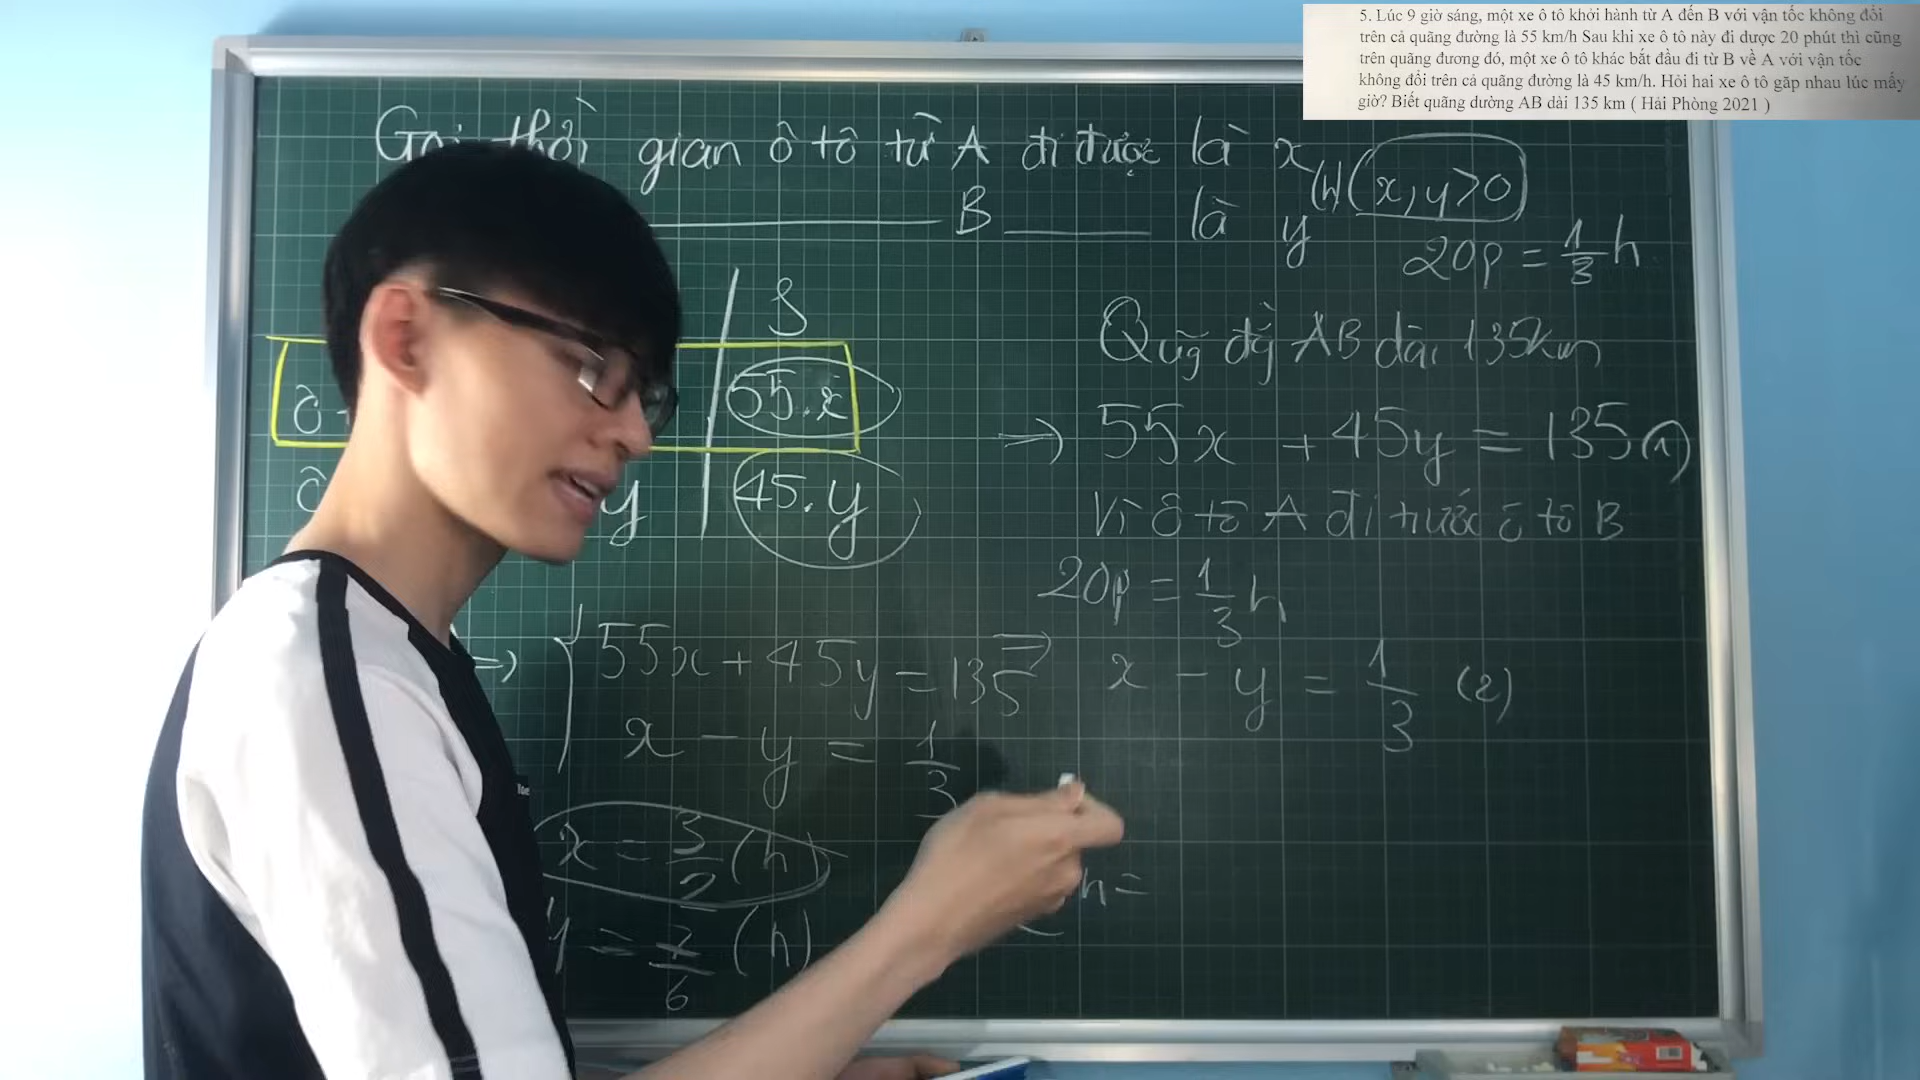 5. Lúc 9 giờ sáng, một xe ô tô khởi hành từ A đến B với vận tốc không đổi
trên cả quãng đường là 55 km/h Sau khi xe ô tô này đi dược 20 phút thì cũng
trên quãng đương đó, một xe ô tô khác bắt đầu đi từ B về A với vận tốc
không đổi trên cả quãng đường là 45 km/h. Hỏi hai xe ô tô gặp nhau lúc mấy
giờ? Biết quãng dường AB dài 135 km ( Hải Phòng 2021 )
Gọi thời gian ô tô từ A đi được là x
B là y (h) (x, y > 0)
20p = 1/3 h
S
55.x
y 45.y
Quãg đg AB dài 135km
=> 55x + 45y = 135 (1)
Vì ô tô A đi trước ô tô B
20p = 1/3 h
=> x - y = 1/3 (2)
=> { 55x + 45y = 135
x - y = 1/3
x = 3/2 (h)
y = 7/6 (h)
h =